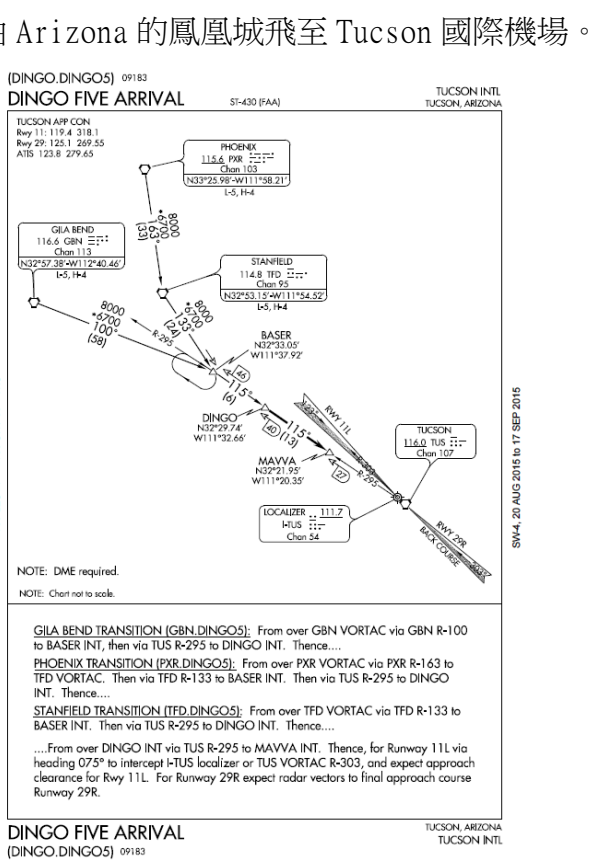 Arizona 的鳳凰城飛至 Tucson 國際機場。
(DINGO.DINGO5) 09183
DINGO FIVE ARRIVAL
ST-430 (FAA)
TUCSON INTL
TUCSON, ARIZONA
TUCSON APP CON
Rwy 11: 119.4 318.1
Rwy 29: 125.1 269.55
ATIS 123.8 279.65
PHOENIX
115.6 PXR
Chan 103
N33°25.98'-W111°58.21'
L-5, H-4
8000
*6700
163°
(33)
GILA BEND
116.6 GBN
Chan 113
N32°57.38'-W112°40.46'
L-5, H-4
STANFIELD
114.8 TFD
Chan 95
N32°53.15'-W111°54.52'
L-5, H-4
8000
*6700
133°
(24)
8000
*6700
100°
(58)
R-295
BASER
N32°33.05'
W111°37.92'
46
115°
(6)
DINGO
N32°29.74'
W111°32.66'
40
115°
(13)
MAVVA
N32°21.95'
W111°20.35'
27
R-295
R-303
123°
RWY 11L
TUCSON
116.0 TUS
Chan 107
LOCALIZER 111.7
I-TUS
Chan 54
RWY 29R
BACK COURSE
303°
NOTE: DME required.
NOTE: Chart not to scale.
SW-4, 20 AUG 2015 to 17 SEP 2015
GILA BEND TRANSITION (GBN.DINGO5): From over GBN VORTAC via GBN R-100
to BASER INT, then via TUS R-295 to DINGO INT. Thence....
PHOENIX TRANSITION (PXR.DINGO5): From over PXR VORTAC via PXR R-163 to
TFD VORTAC. Then via TFD R-133 to BASER INT. Then via TUS R-295 to DINGO
INT. Thence....
STANFIELD TRANSITION (TFD.DINGO5): From over TFD VORTAC via TFD R-133 to
BASER INT. Then via TUS R-295 to DINGO INT. Thence....
....From over DINGO INT via TUS R-295 to MAVVA INT. Thence, for Runway 11L via
heading 075° to intercept I-TUS localizer or TUS VORTAC R-303, and expect approach
clearance for Rwy 11L. For Runway 29R expect radar vectors to final approach course
Runway 29R.
DINGO FIVE ARRIVAL
(DINGO.DINGO5) 09183
TUCSON, ARIZONA
TUCSON INTL